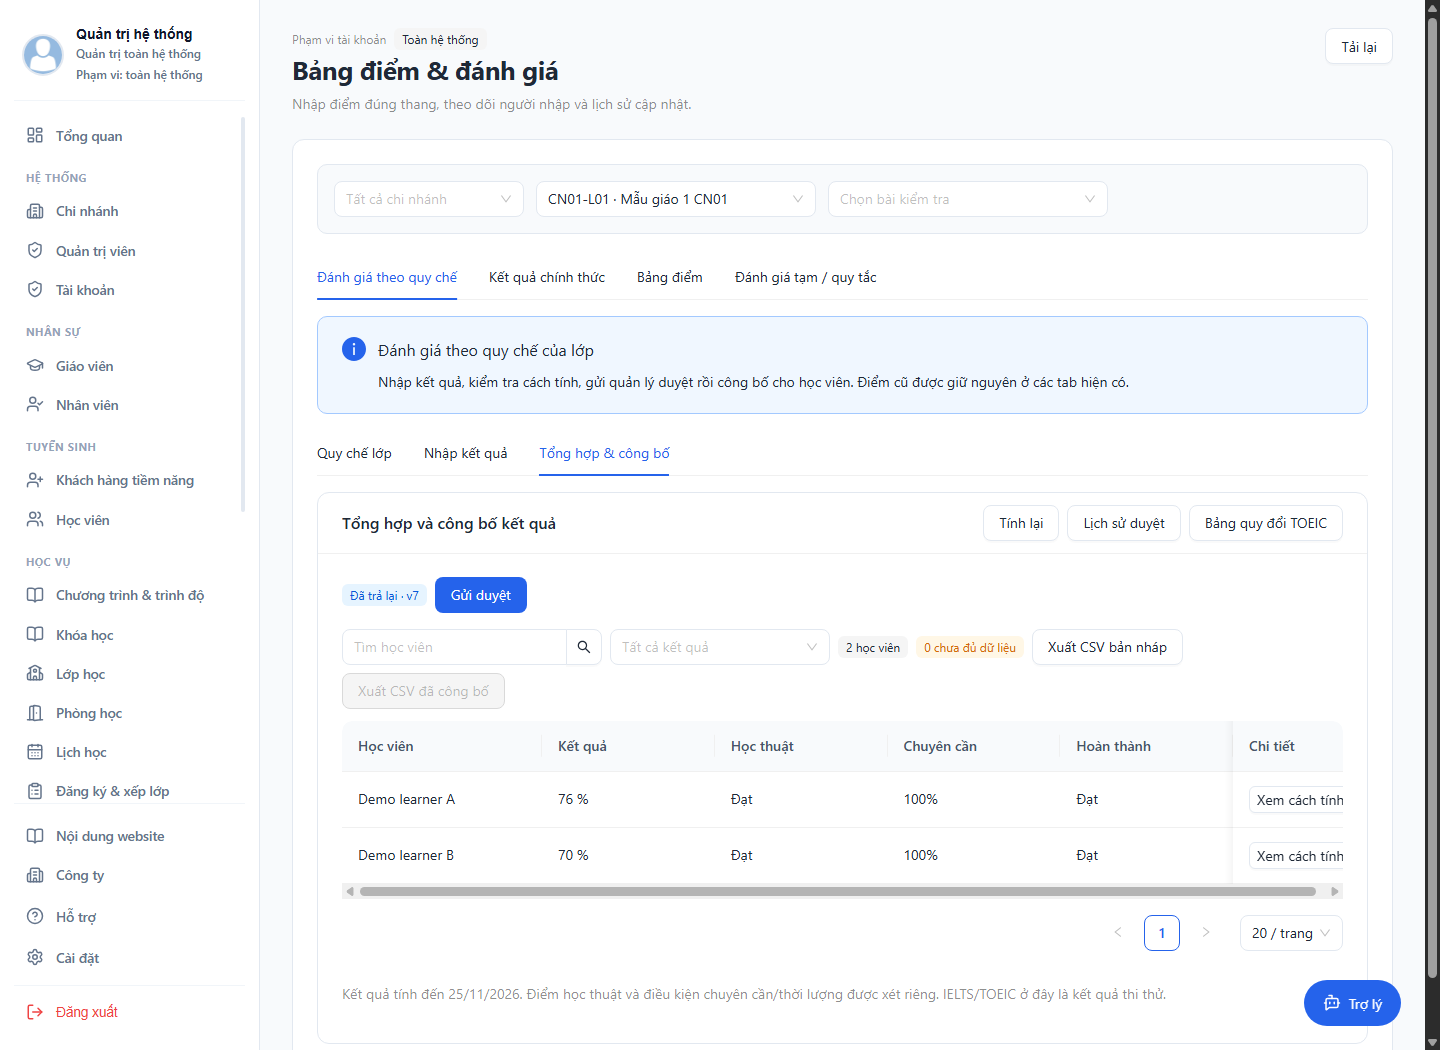 Quản trị hệ thống
Quản trị toàn hệ thống
Phạm vi: toàn hệ thống
Tổng quan
HỆ THỐNG
Chi nhánh
Quản trị viên
Tài khoản
NHÂN SỰ
Giáo viên
Nhân viên
TUYỂN SINH
Khách hàng tiềm năng
Học viên
HỌC VỤ
Chương trình & trình độ
Khóa học
Lớp học
Phòng học
Lịch học
Đăng ký & xếp lớp
Nội dung website
Công ty
Hỗ trợ
Cài đặt
Đăng xuất
Phạm vi tài khoản Toàn hệ thống
Bảng điểm & đánh giá
Nhập điểm đúng thang, theo dõi người nhập và lịch sử cập nhật.
Tải lại
Tất cả chi nhánh CN01-L01 · Mẫu giáo 1 CN01 Chọn bài kiểm tra
Đánh giá theo quy chế Kết quả chính thức Bảng điểm Đánh giá tạm / quy tắc
Đánh giá theo quy chế của lớp
Nhập kết quả, kiểm tra cách tính, gửi quản lý duyệt rồi công bố cho học viên. Điểm cũ được giữ nguyên ở các tab hiện có.
Quy chế lớp Nhập kết quả Tổng hợp & công bố
Tổng hợp và công bố kết quả Tính lại Lịch sử duyệt Bảng quy đổi TOEIC
Đã trả lại · v7 Gửi duyệt
Tìm học viên Tất cả kết quả 2 học viên 0 chưa đủ dữ liệu Xuất CSV bản nháp
Xuất CSV đã công bố
Học viên Kết quả Học thuật Chuyên cần Hoàn thành Chi tiết
Demo learner A 76 % Đạt 100% Đạt Xem cách tính
Demo learner B 70 % Đạt 100% Đạt Xem cách tính
1 20 / trang
Kết quả tính đến 25/11/2026. Điểm học thuật và điều kiện chuyên cần/thời lượng được xét riêng. IELTS/TOEIC ở đây là kết quả thi thử.
Trợ lý